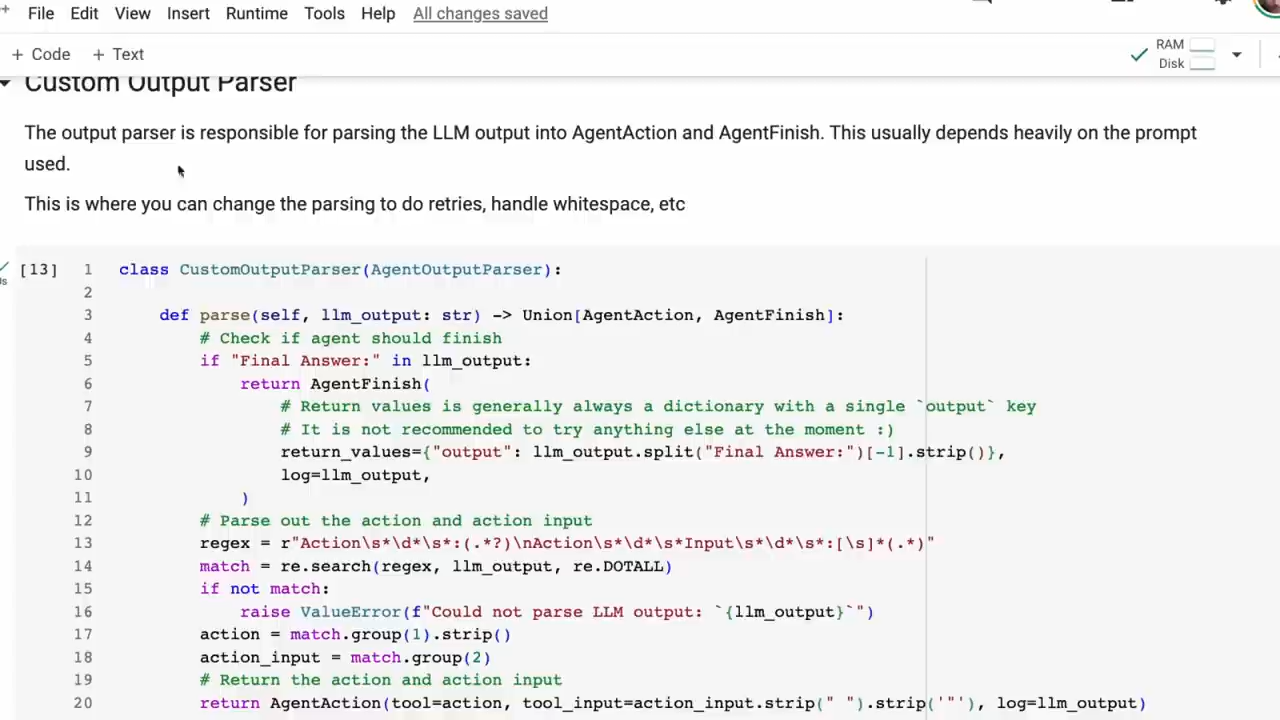 File Edit View Insert Runtime Tools Help All changes saved
+ Code + Text
RAM
Disk
Custom Output Parser
The output parser is responsible for parsing the LLM output into AgentAction and AgentFinish. This usually depends heavily on the prompt
used.
This is where you can change the parsing to do retries, handle whitespace, etc
[13] 1 class CustomOutputParser(AgentOutputParser):
2
3 def parse(self, llm_output: str) -> Union[AgentAction, AgentFinish]:
4 # Check if agent should finish
5 if "Final Answer:" in llm_output:
6 return AgentFinish(
7 # Return values is generally always a dictionary with a single `output` key
8 # It is not recommended to try anything else at the moment :)
9 return_values={"output": llm_output.split("Final Answer:")[-1].strip()},
10 log=llm_output,
11 )
12 # Parse out the action and action input
13 regex = r"Action\s*\d*\s*:(.*?)\nAction\s*\d*\s*Input\s*\d*\s*:[\s]*(.*)"
14 match = re.search(regex, llm_output, re.DOTALL)
15 if not match:
16 raise ValueError(f"Could not parse LLM output: `{llm_output}`")
17 action = match.group(1).strip()
18 action_input = match.group(2)
19 # Return the action and action input
20 return AgentAction(tool=action, tool_input=action_input.strip(" ").strip('"'), log=llm_output)